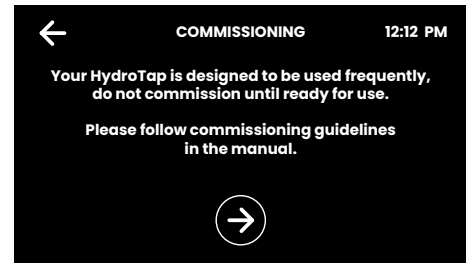 COMMISSIONING 12:12 PM
Your HydroTap is designed to be used frequently,
do not commission until ready for use.
Please follow commissioning guidelines
in the manual.